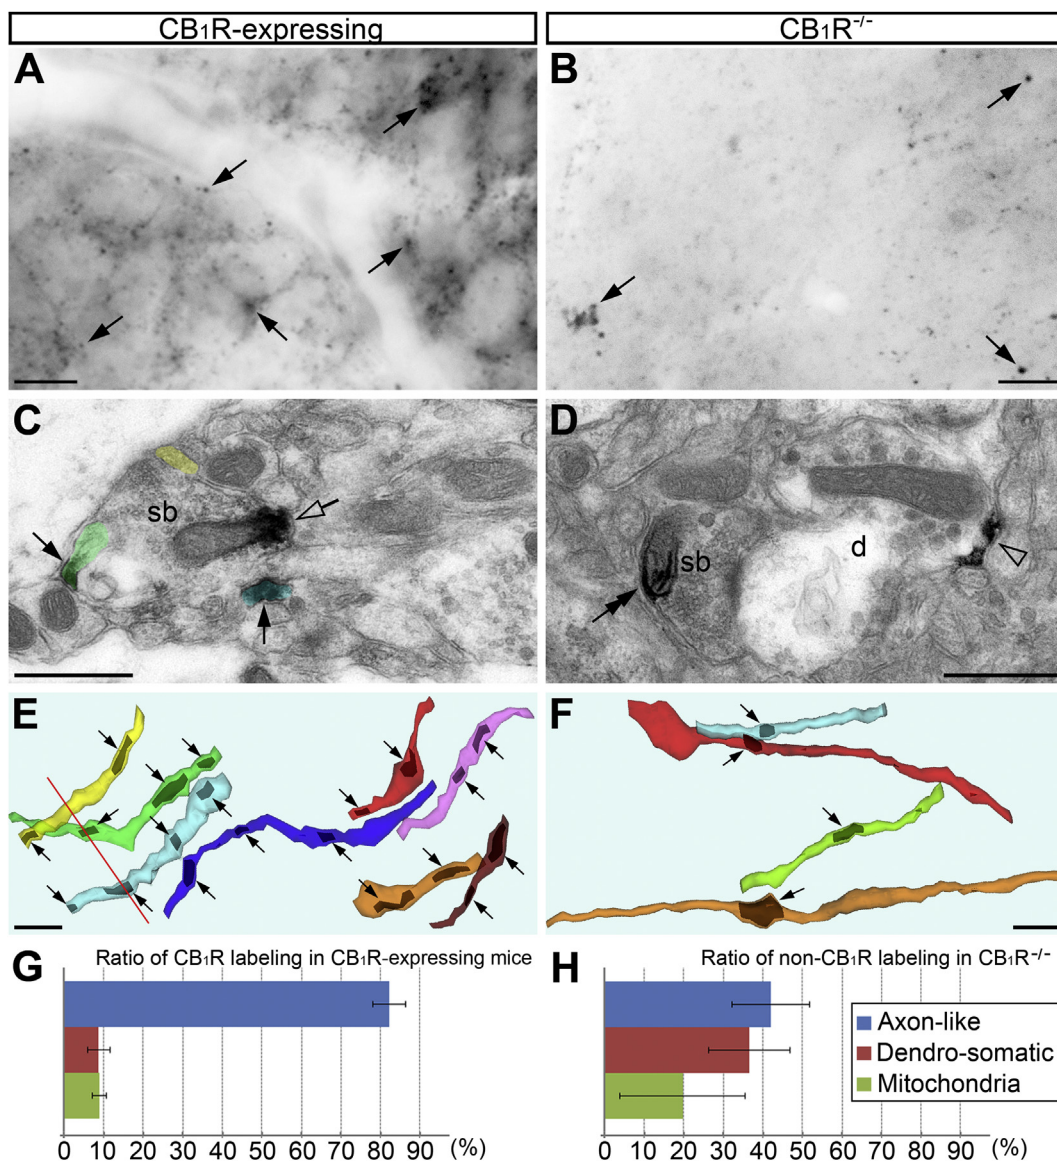 CB₁R-expressing
CB₁R⁻/⁻
A
B
C
sb
D
sb
d
E
F
G
Ratio of CB₁R labeling in CB₁R-expressing mice
0 10 20 30 40 50 60 70 80 90 (%)
H
Ratio of non-CB₁R labeling in CB₁R⁻/⁻
Axon-like
Dendro-somatic
Mitochondria
0 10 20 30 40 50 60 70 80 90 (%)